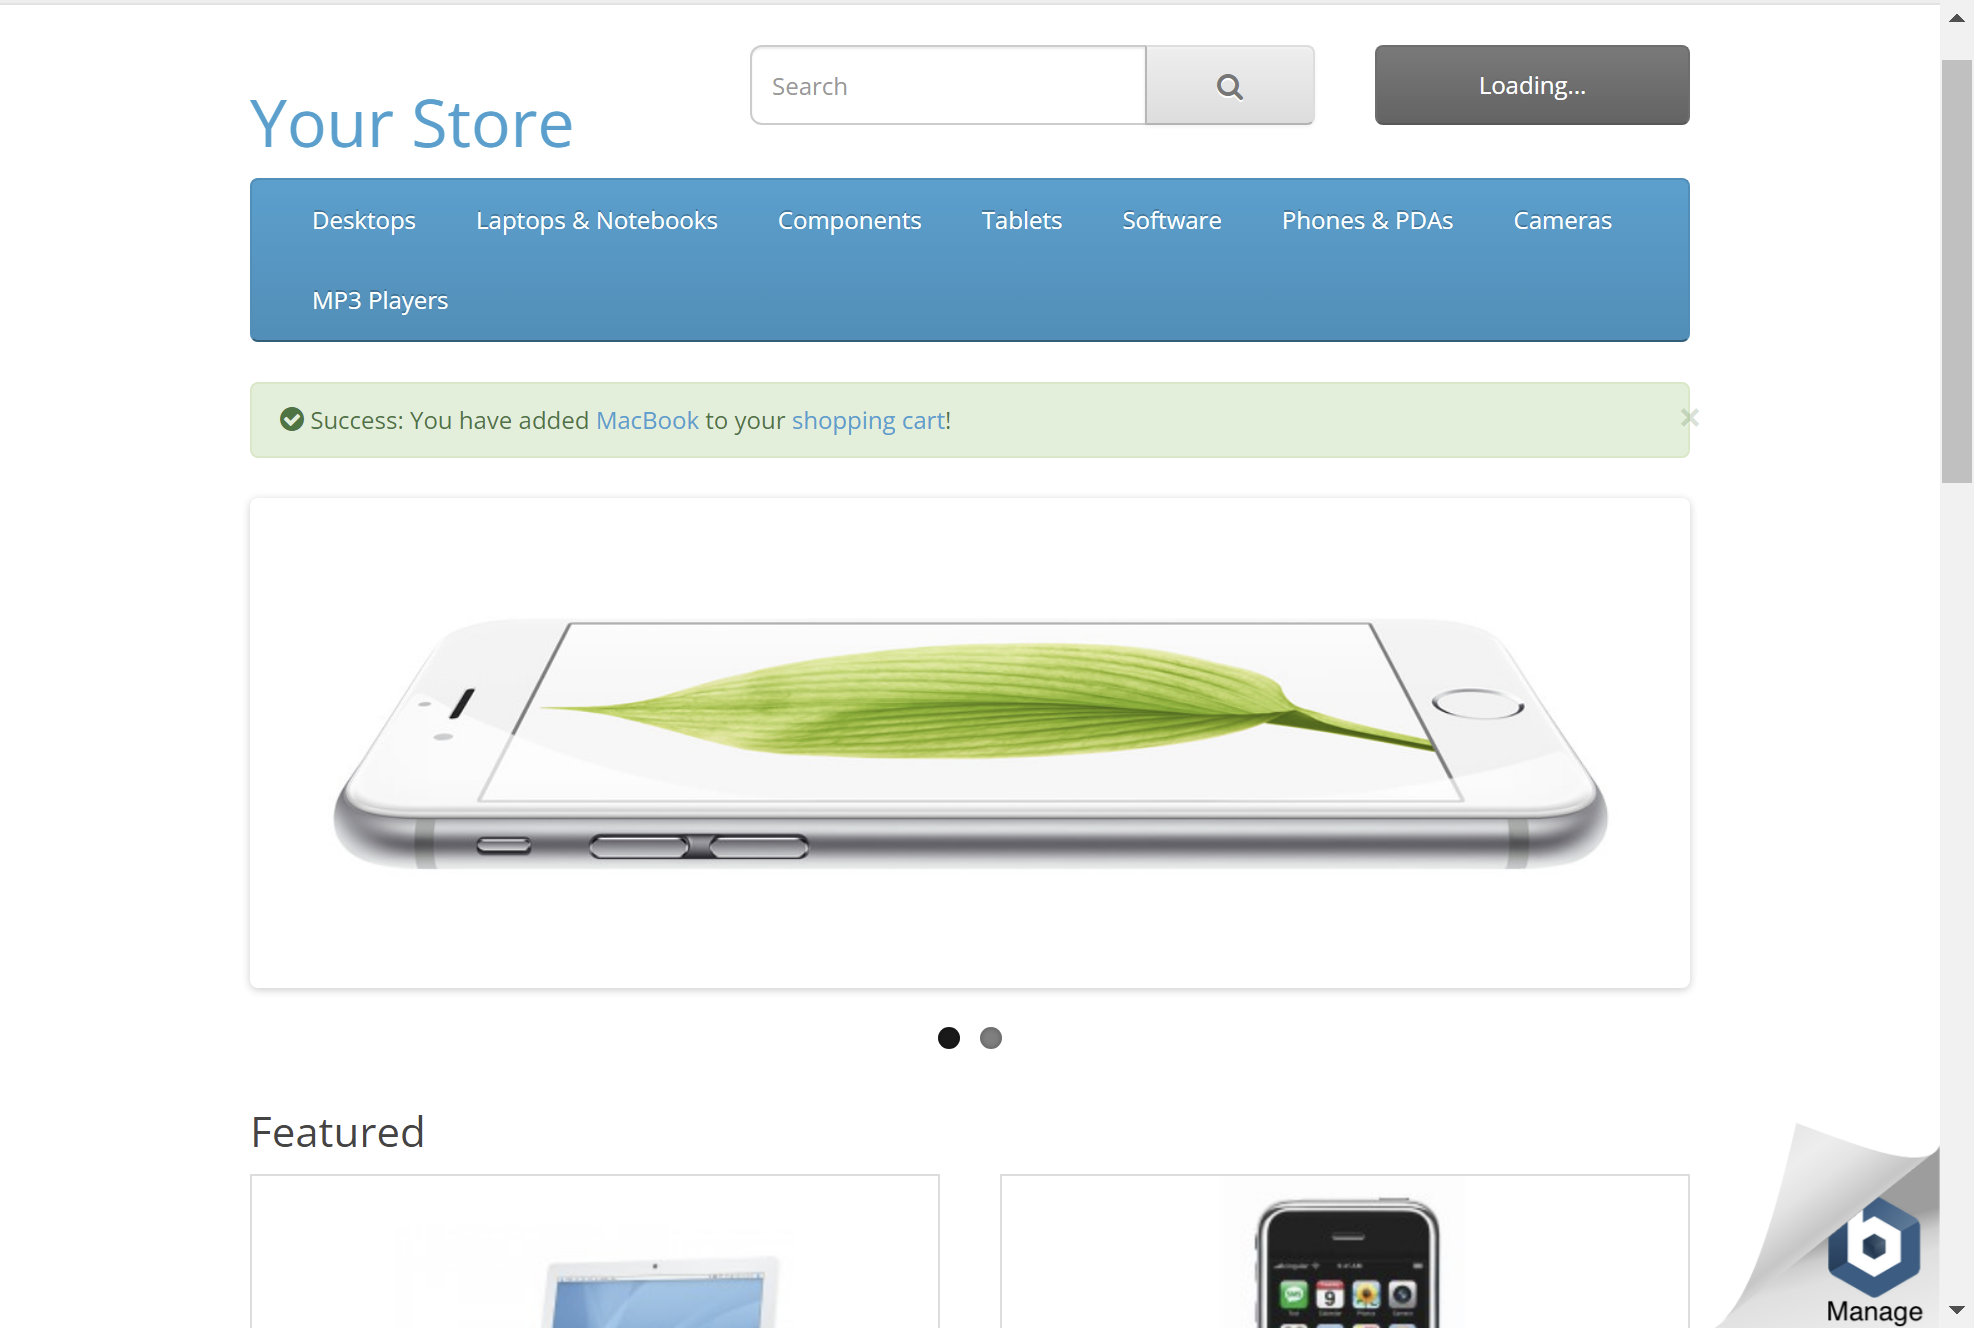 Search
Loading...
Your Store
Desktops Laptops & Notebooks Components Tablets Software Phones & PDAs Cameras
MP3 Players
Success: You have added MacBook to your shopping cart!
×
Featured
9
Manage